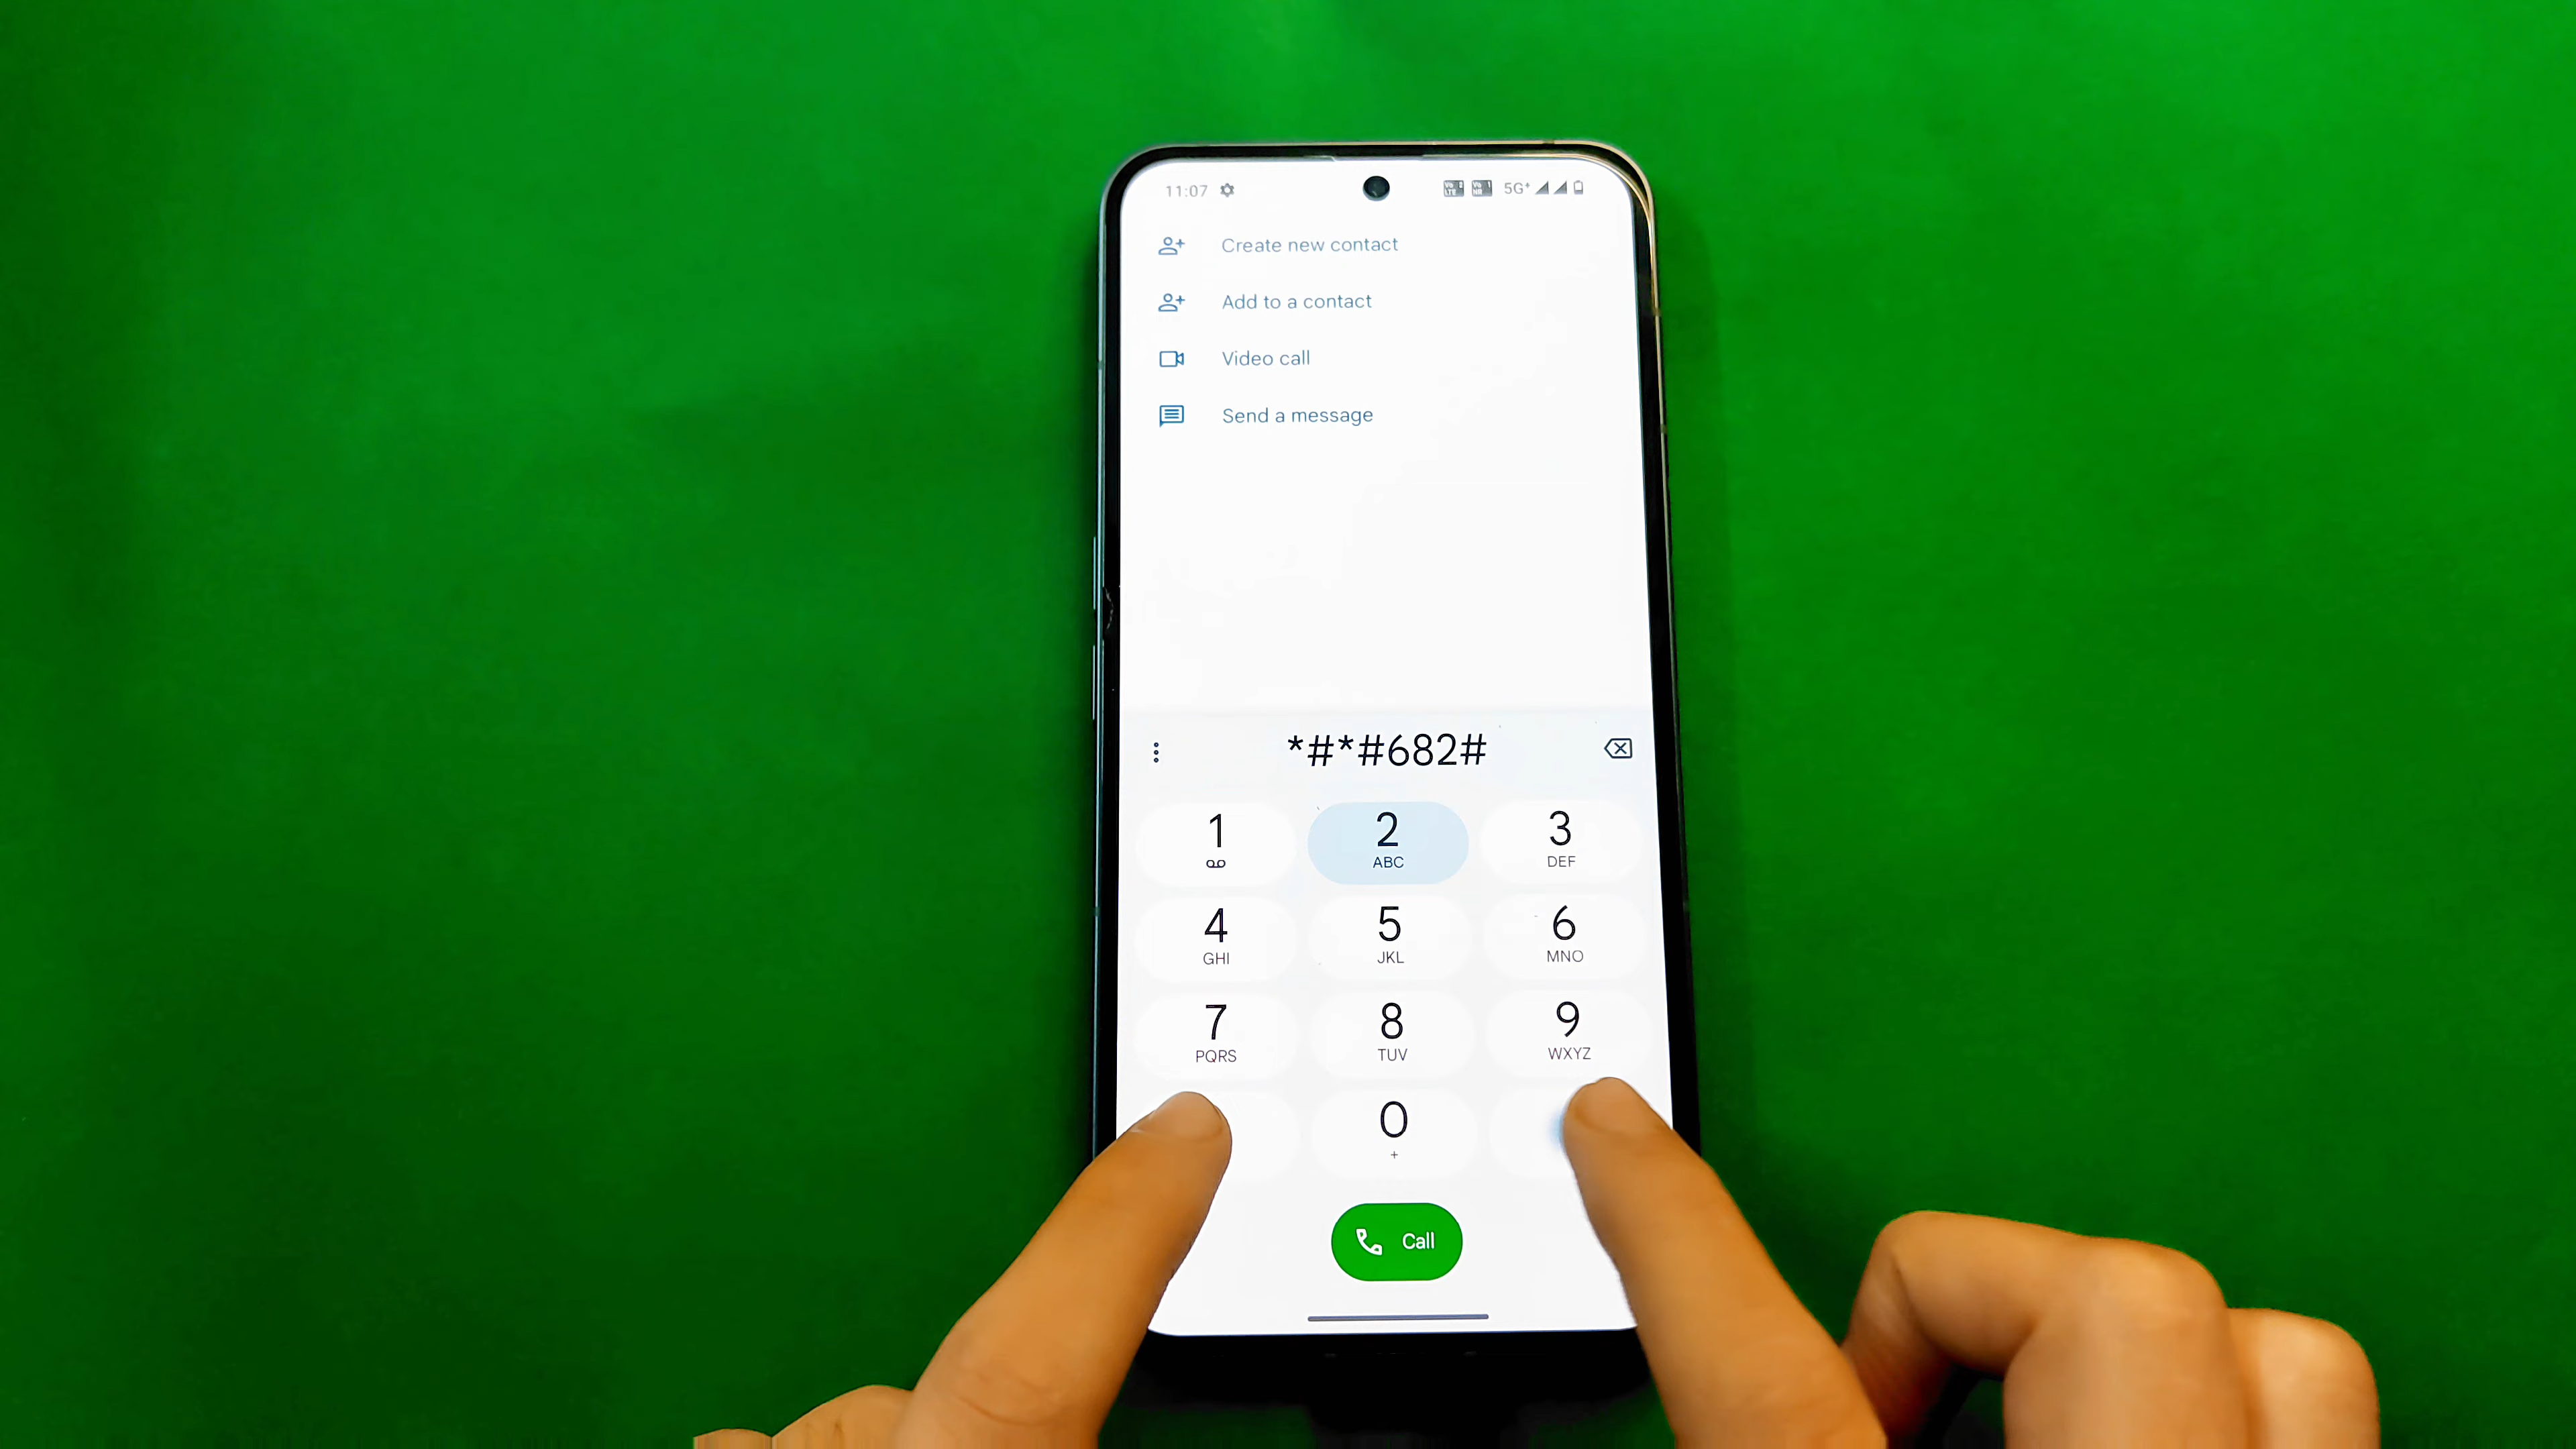 11:07 5G+
Create new contact
Add to a contact
Video call
Send a message
*#*#682#
1 2 3
ABC DEF
4 5 6
GHI JKL MNO
7 8 9
PQRS TUV WXYZ
0
+
Call